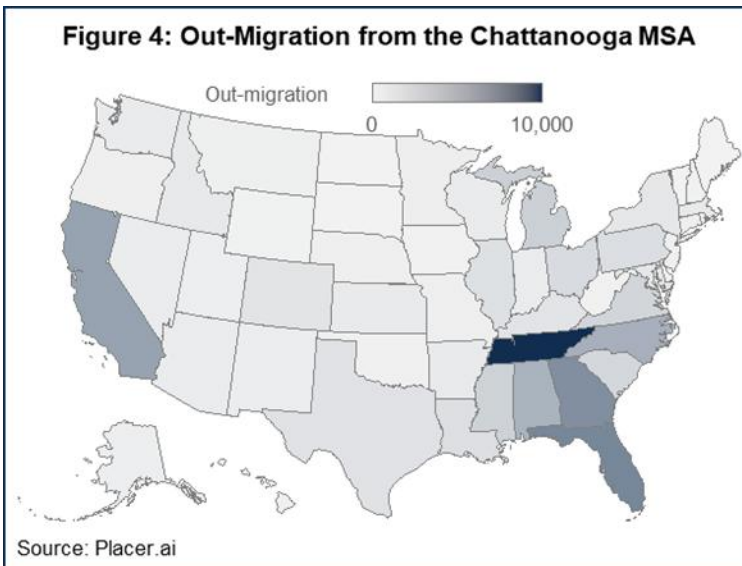 Figure 4: Out-Migration from the Chattanooga MSA
Out-migration
0 10,000
Source: Placer.ai